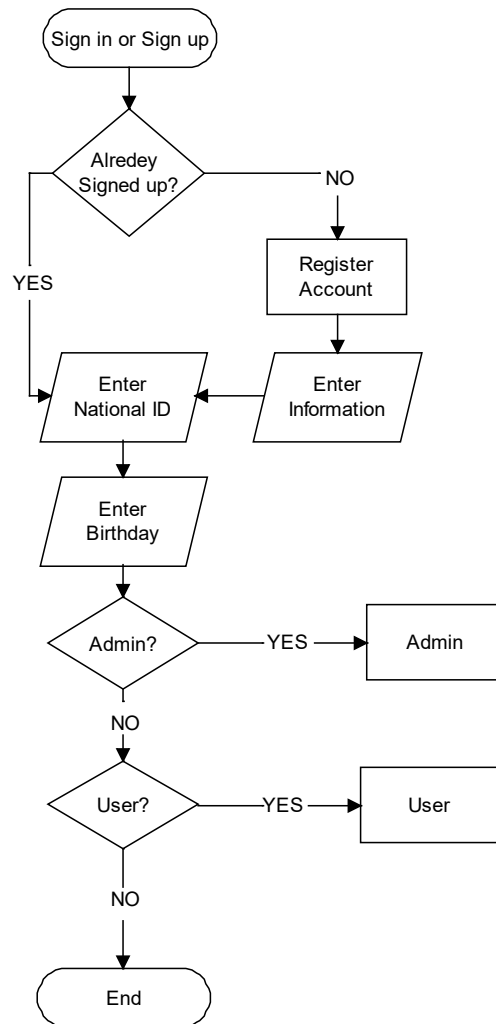 Sign in or Sign up
Alredey
Signed up?
NO
YES
Register
Account
Enter
National ID
Enter
Information
Enter
Birthday
Admin?
YES
Admin
NO
User?
YES
User
NO
End